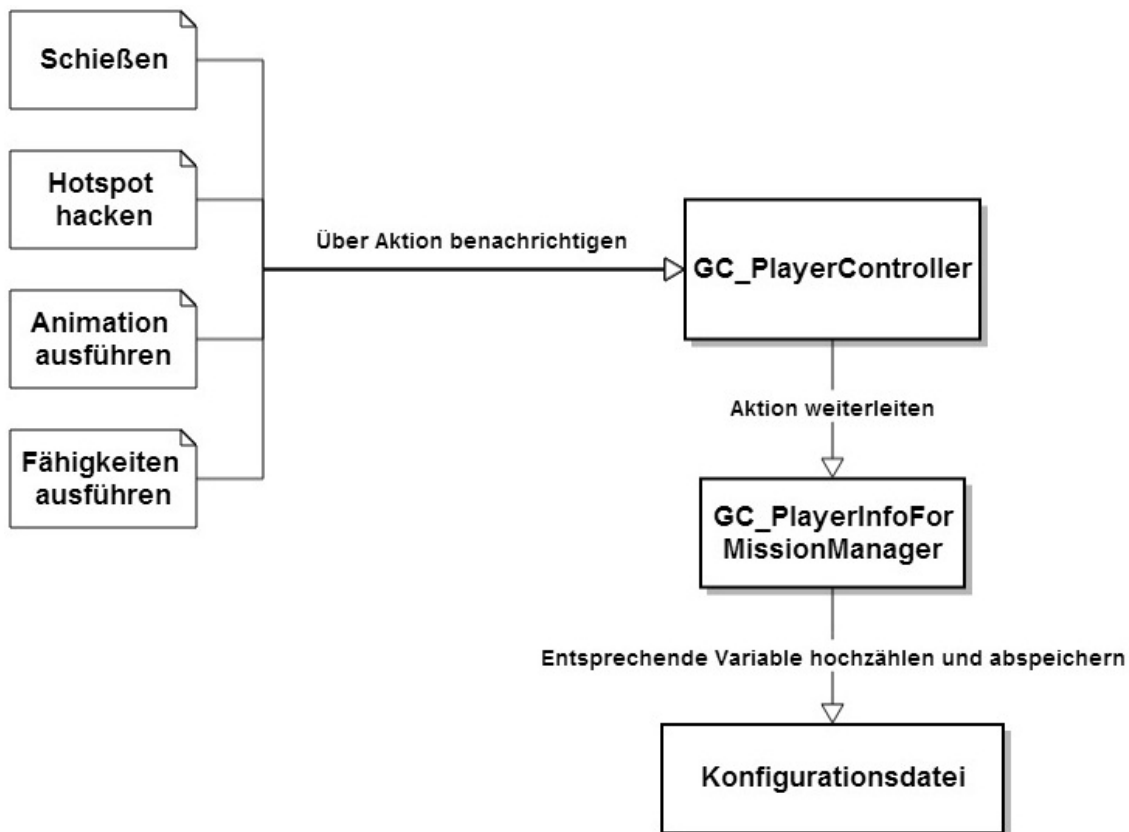 Schießen
Hotspot
hacken
Animation
ausführen
Fähigkeiten
ausführen
Über Aktion benachrichtigen
GC_PlayerController
Aktion weiterleiten
GC_PlayerInfoFor
MissionManager
Entsprechende Variable hochzählen und abspeichern
Konfigurationsdatei